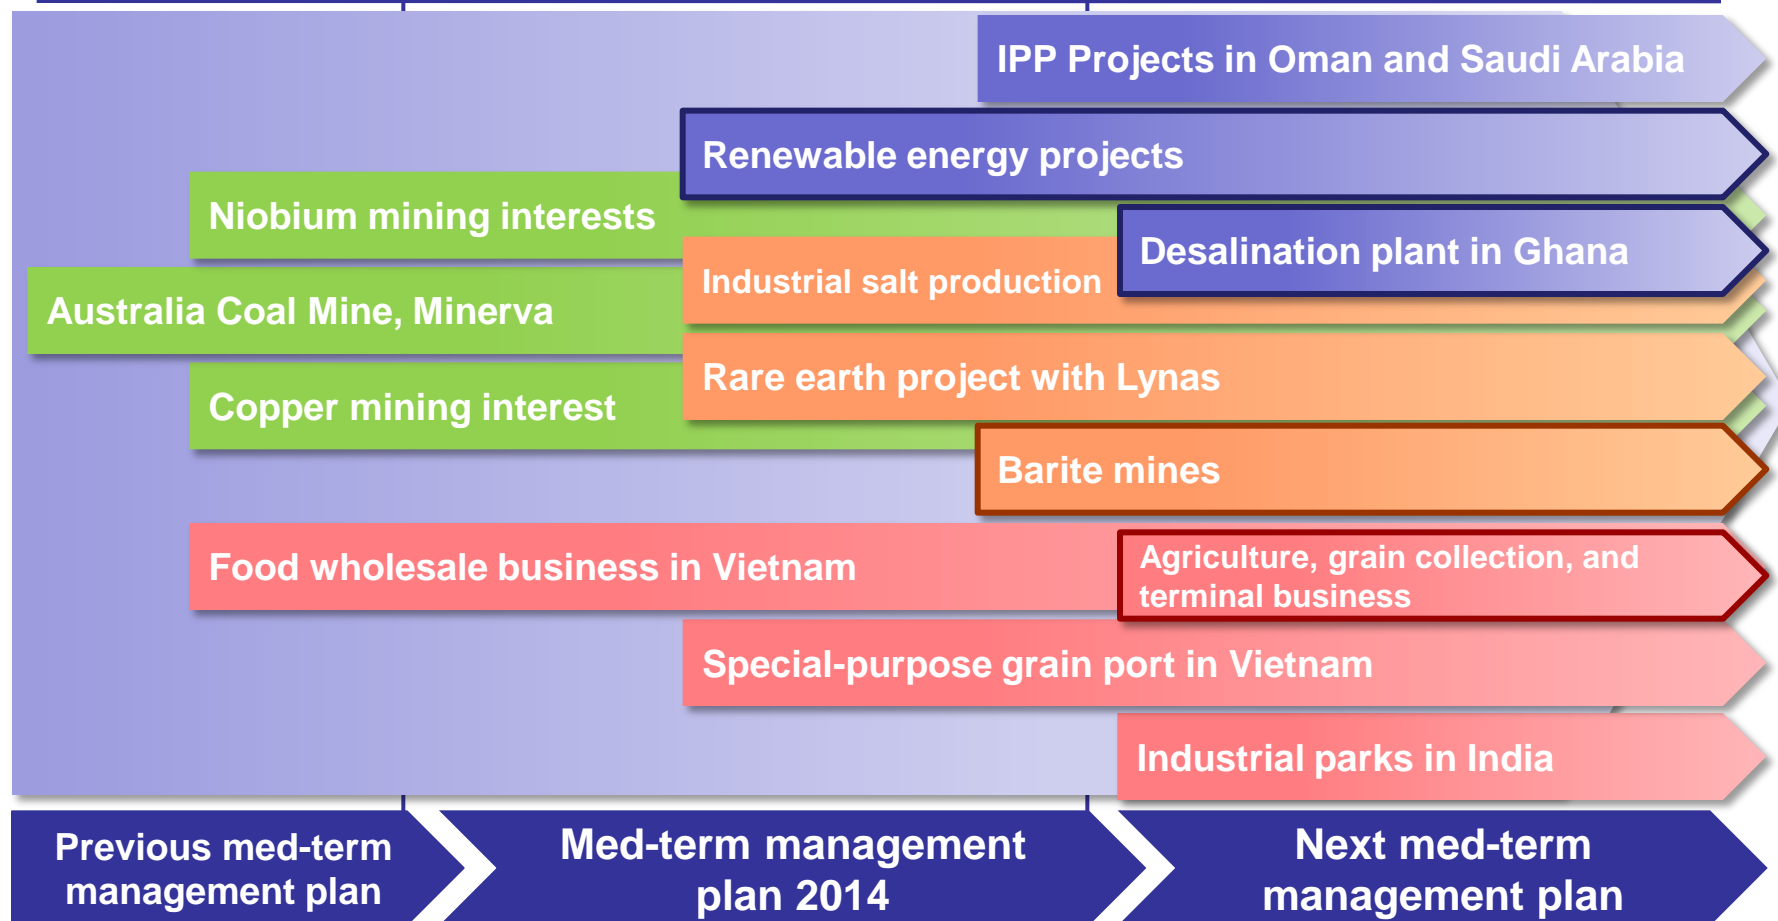 IPP Projects in Oman and Saudi Arabia
Renewable energy projects
Niobium mining interests
Desalination plant in Ghana
Industrial salt production
Australia Coal Mine, Minerva
Rare earth project with Lynas
Copper mining interest
Barite mines
Food wholesale business in Vietnam
Agriculture, grain collection, and
terminal business
Special-purpose grain port in Vietnam
Industrial parks in India
Previous med-term
management plan
Med-term management
plan 2014
Next med-term
management plan